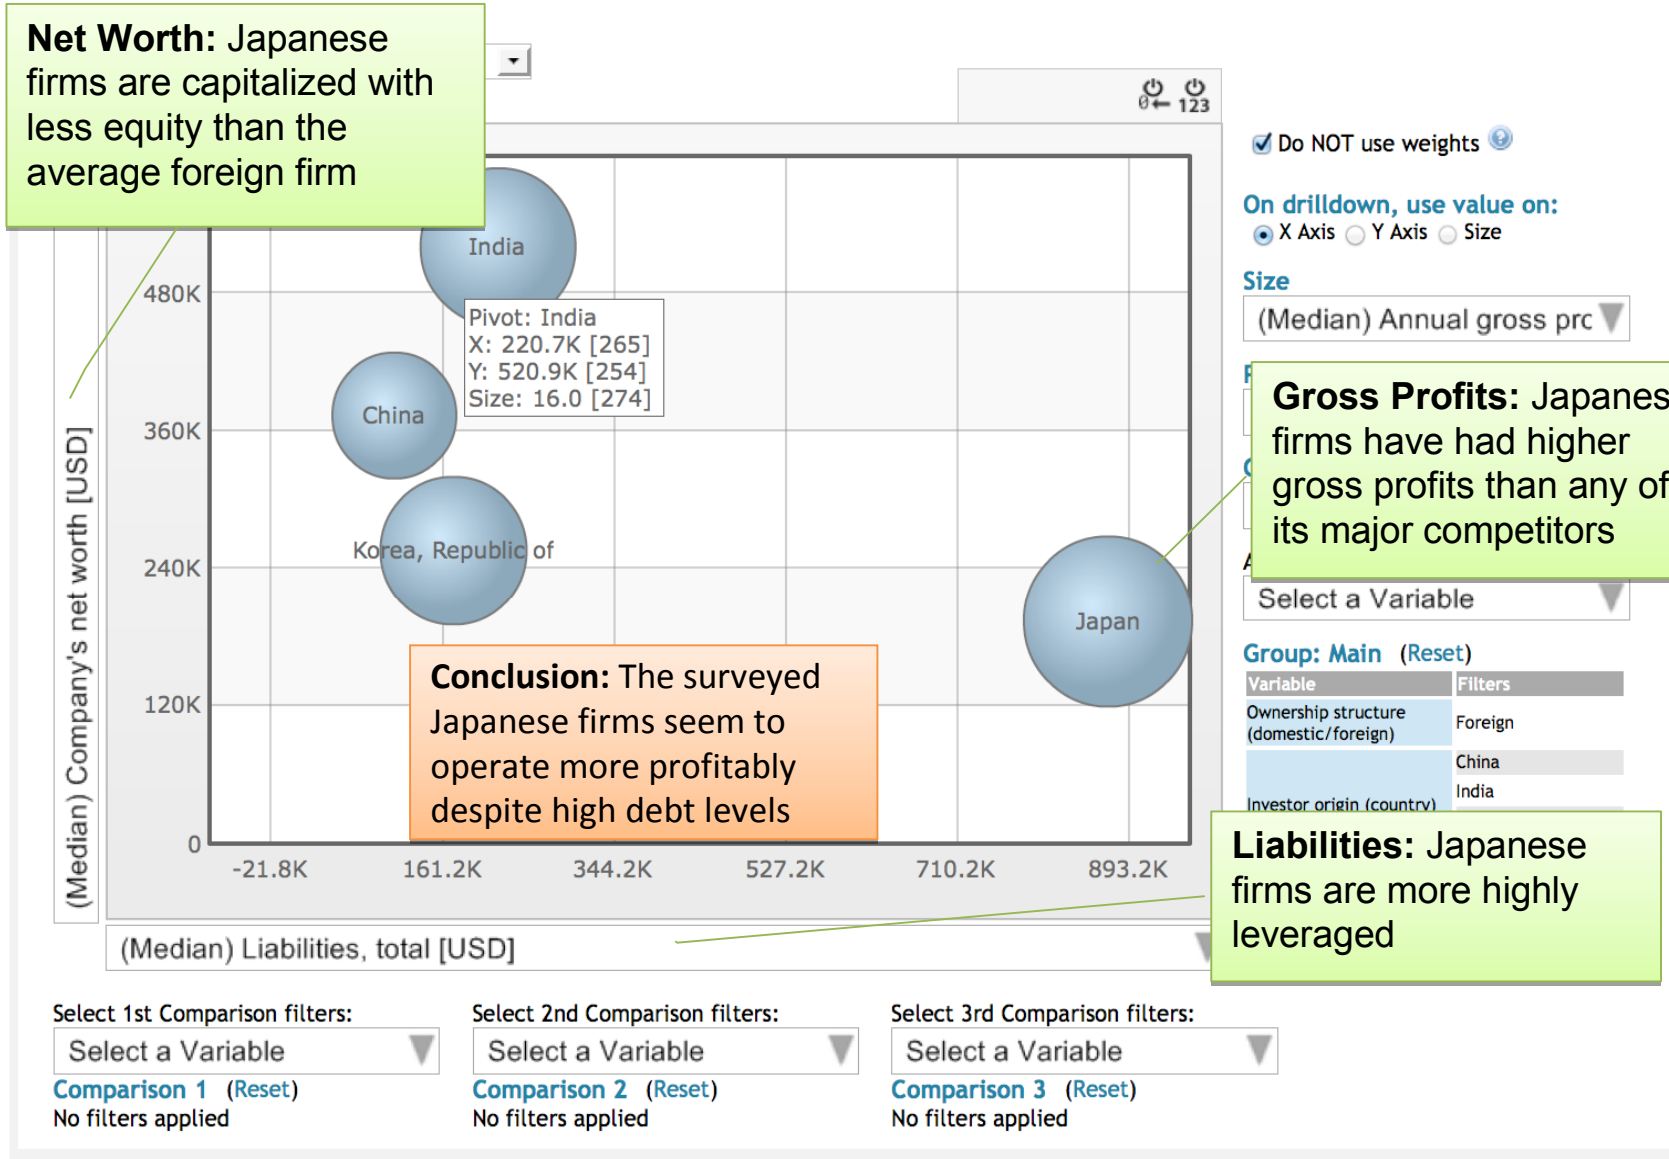 Net Worth: Japanese
firms are capitalized with
less equity than the
average foreign firm
0← 123
Do NOT use weights ?
On drilldown, use value on:
X Axis Y Axis Size
Size
(Median) Annual gross prc
Gross Profits: Japanes
firms have had higher
gross profits than any of
its major competitors
Select a Variable
Group: Main (Reset)
Variable Filters
Ownership structure
(domestic/foreign)
Foreign
Investor origin (country)
China
India
Liabilities: Japanese
firms are more highly
leveraged
(Median) Company's net worth [USD]
480K
360K
240K
120K
0
India
Pivot: India
X: 220.7K [265]
Y: 520.9K [254]
Size: 16.0 [274]
China
Korea, Republic of
Japan
Conclusion: The surveyed
Japanese firms seem to
operate more profitably
despite high debt levels
-21.8K 161.2K 344.2K 527.2K 710.2K 893.2K
(Median) Liabilities, total [USD]
Select 1st Comparison filters:
Select a Variable
Comparison 1 (Reset)
No filters applied
Select 2nd Comparison filters:
Select a Variable
Comparison 2 (Reset)
No filters applied
Select 3rd Comparison filters:
Select a Variable
Comparison 3 (Reset)
No filters applied